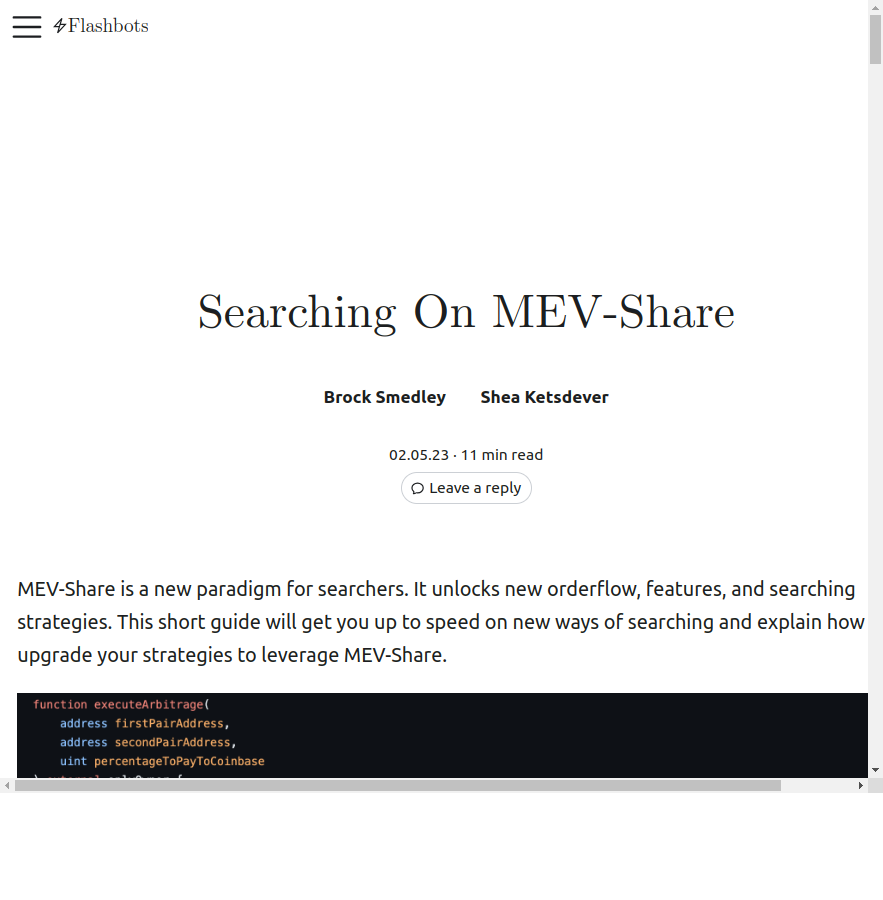 Flashbots
Searching On MEV-Share
Brock Smedley Shea Ketsdever
02.05.23 · 11 min read
Leave a reply
MEV-Share is a new paradigm for searchers. It unlocks new orderflow, features, and searching
strategies. This short guide will get you up to speed on new ways of searching and explain how
upgrade your strategies to leverage MEV-Share.
function executeArbitrage(
address firstPairAddress,
address secondPairAddress,
uint percentageToPayToCoinbase